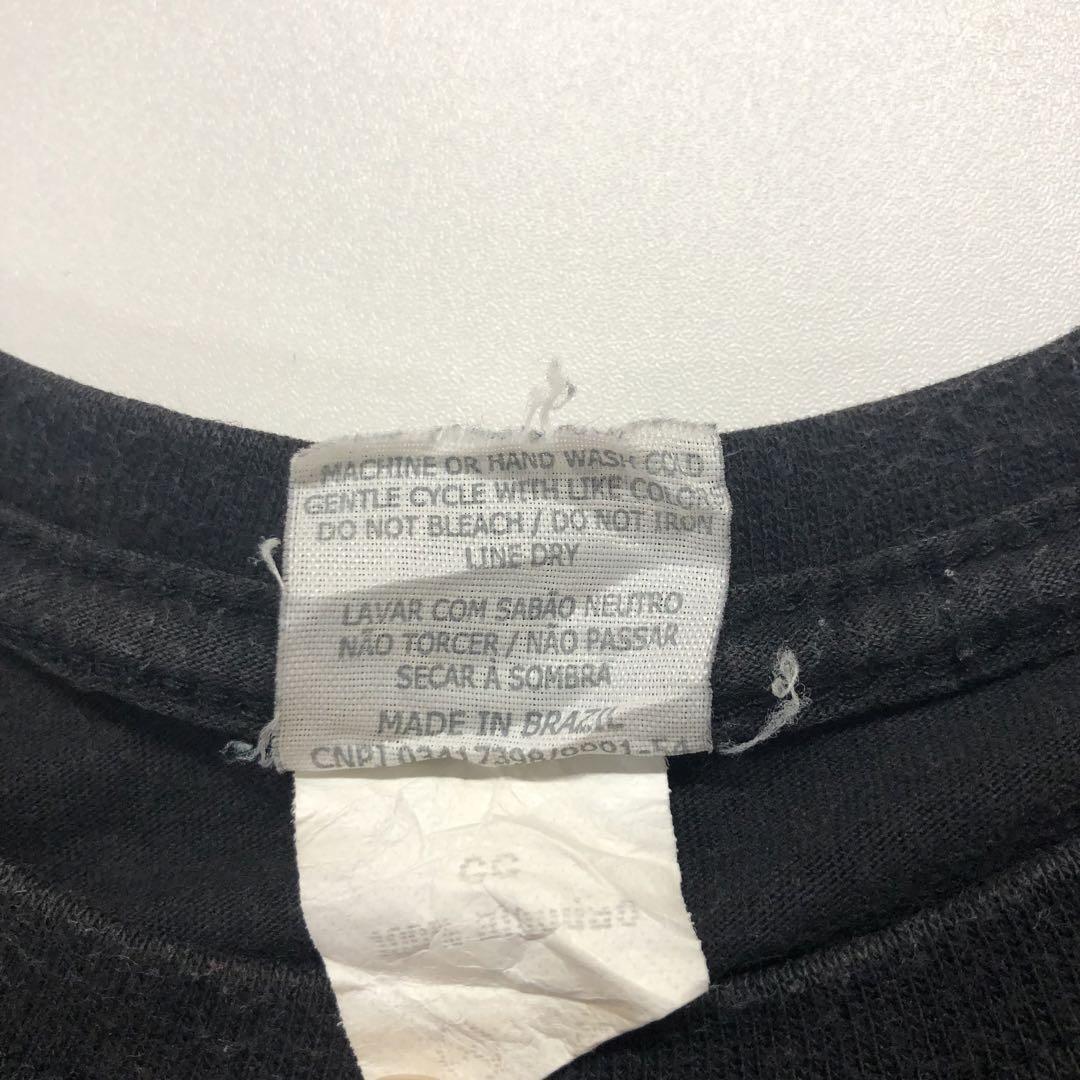 MACHINE OR HAND WASH COLD
GENTLE CYCLE WITH LIKE COLORS
DO NOT BLEACH / DO NOT IRON
LINE DRY
LAVAR COM SABÃO NEUTRO
NÃO TORCER / NÃO PASSAR
SECAR À SOMBRA
MADE IN BRAZIL
CNPJ